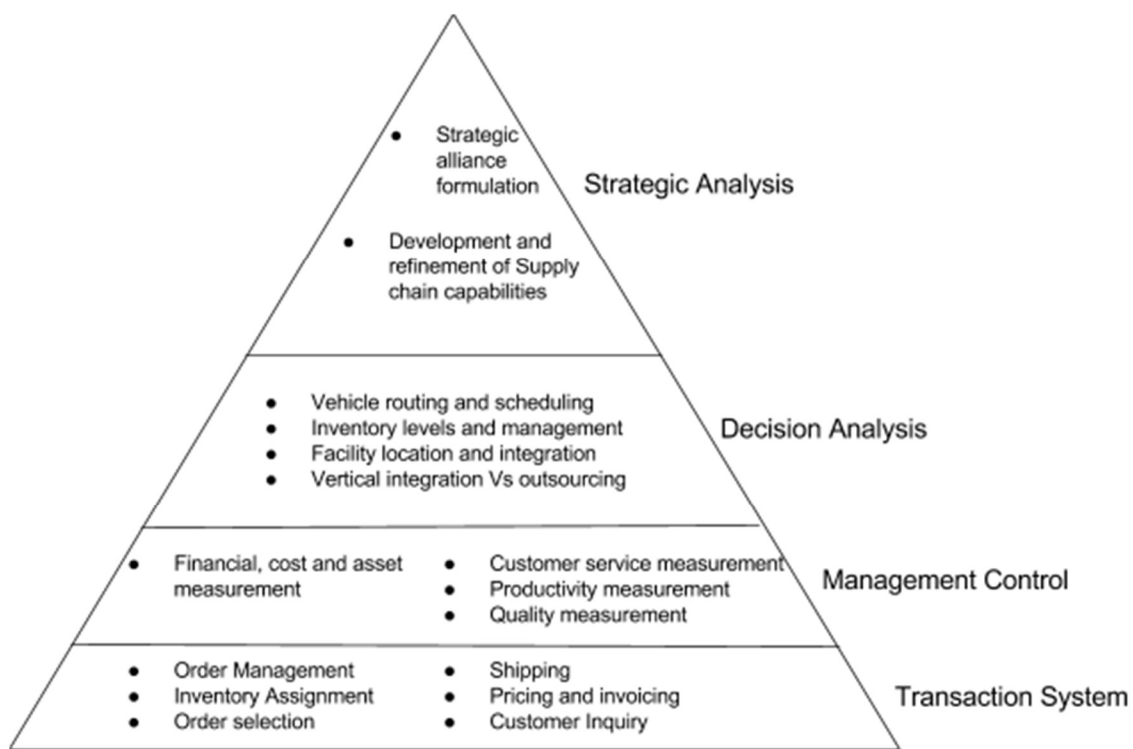 ● Strategic
alliance
formulation
Strategic Analysis
● Development and
refinement of Supply
chain capabilities
● Vehicle routing and scheduling
● Inventory levels and management
● Facility location and integration
● Vertical integration Vs outsourcing
Decision Analysis
● Financial, cost and asset
measurement
● Customer service measurement
● Productivity measurement
● Quality measurement
Management Control
● Order Management
● Inventory Assignment
● Order selection
● Shipping
● Pricing and invoicing
● Customer Inquiry
Transaction System